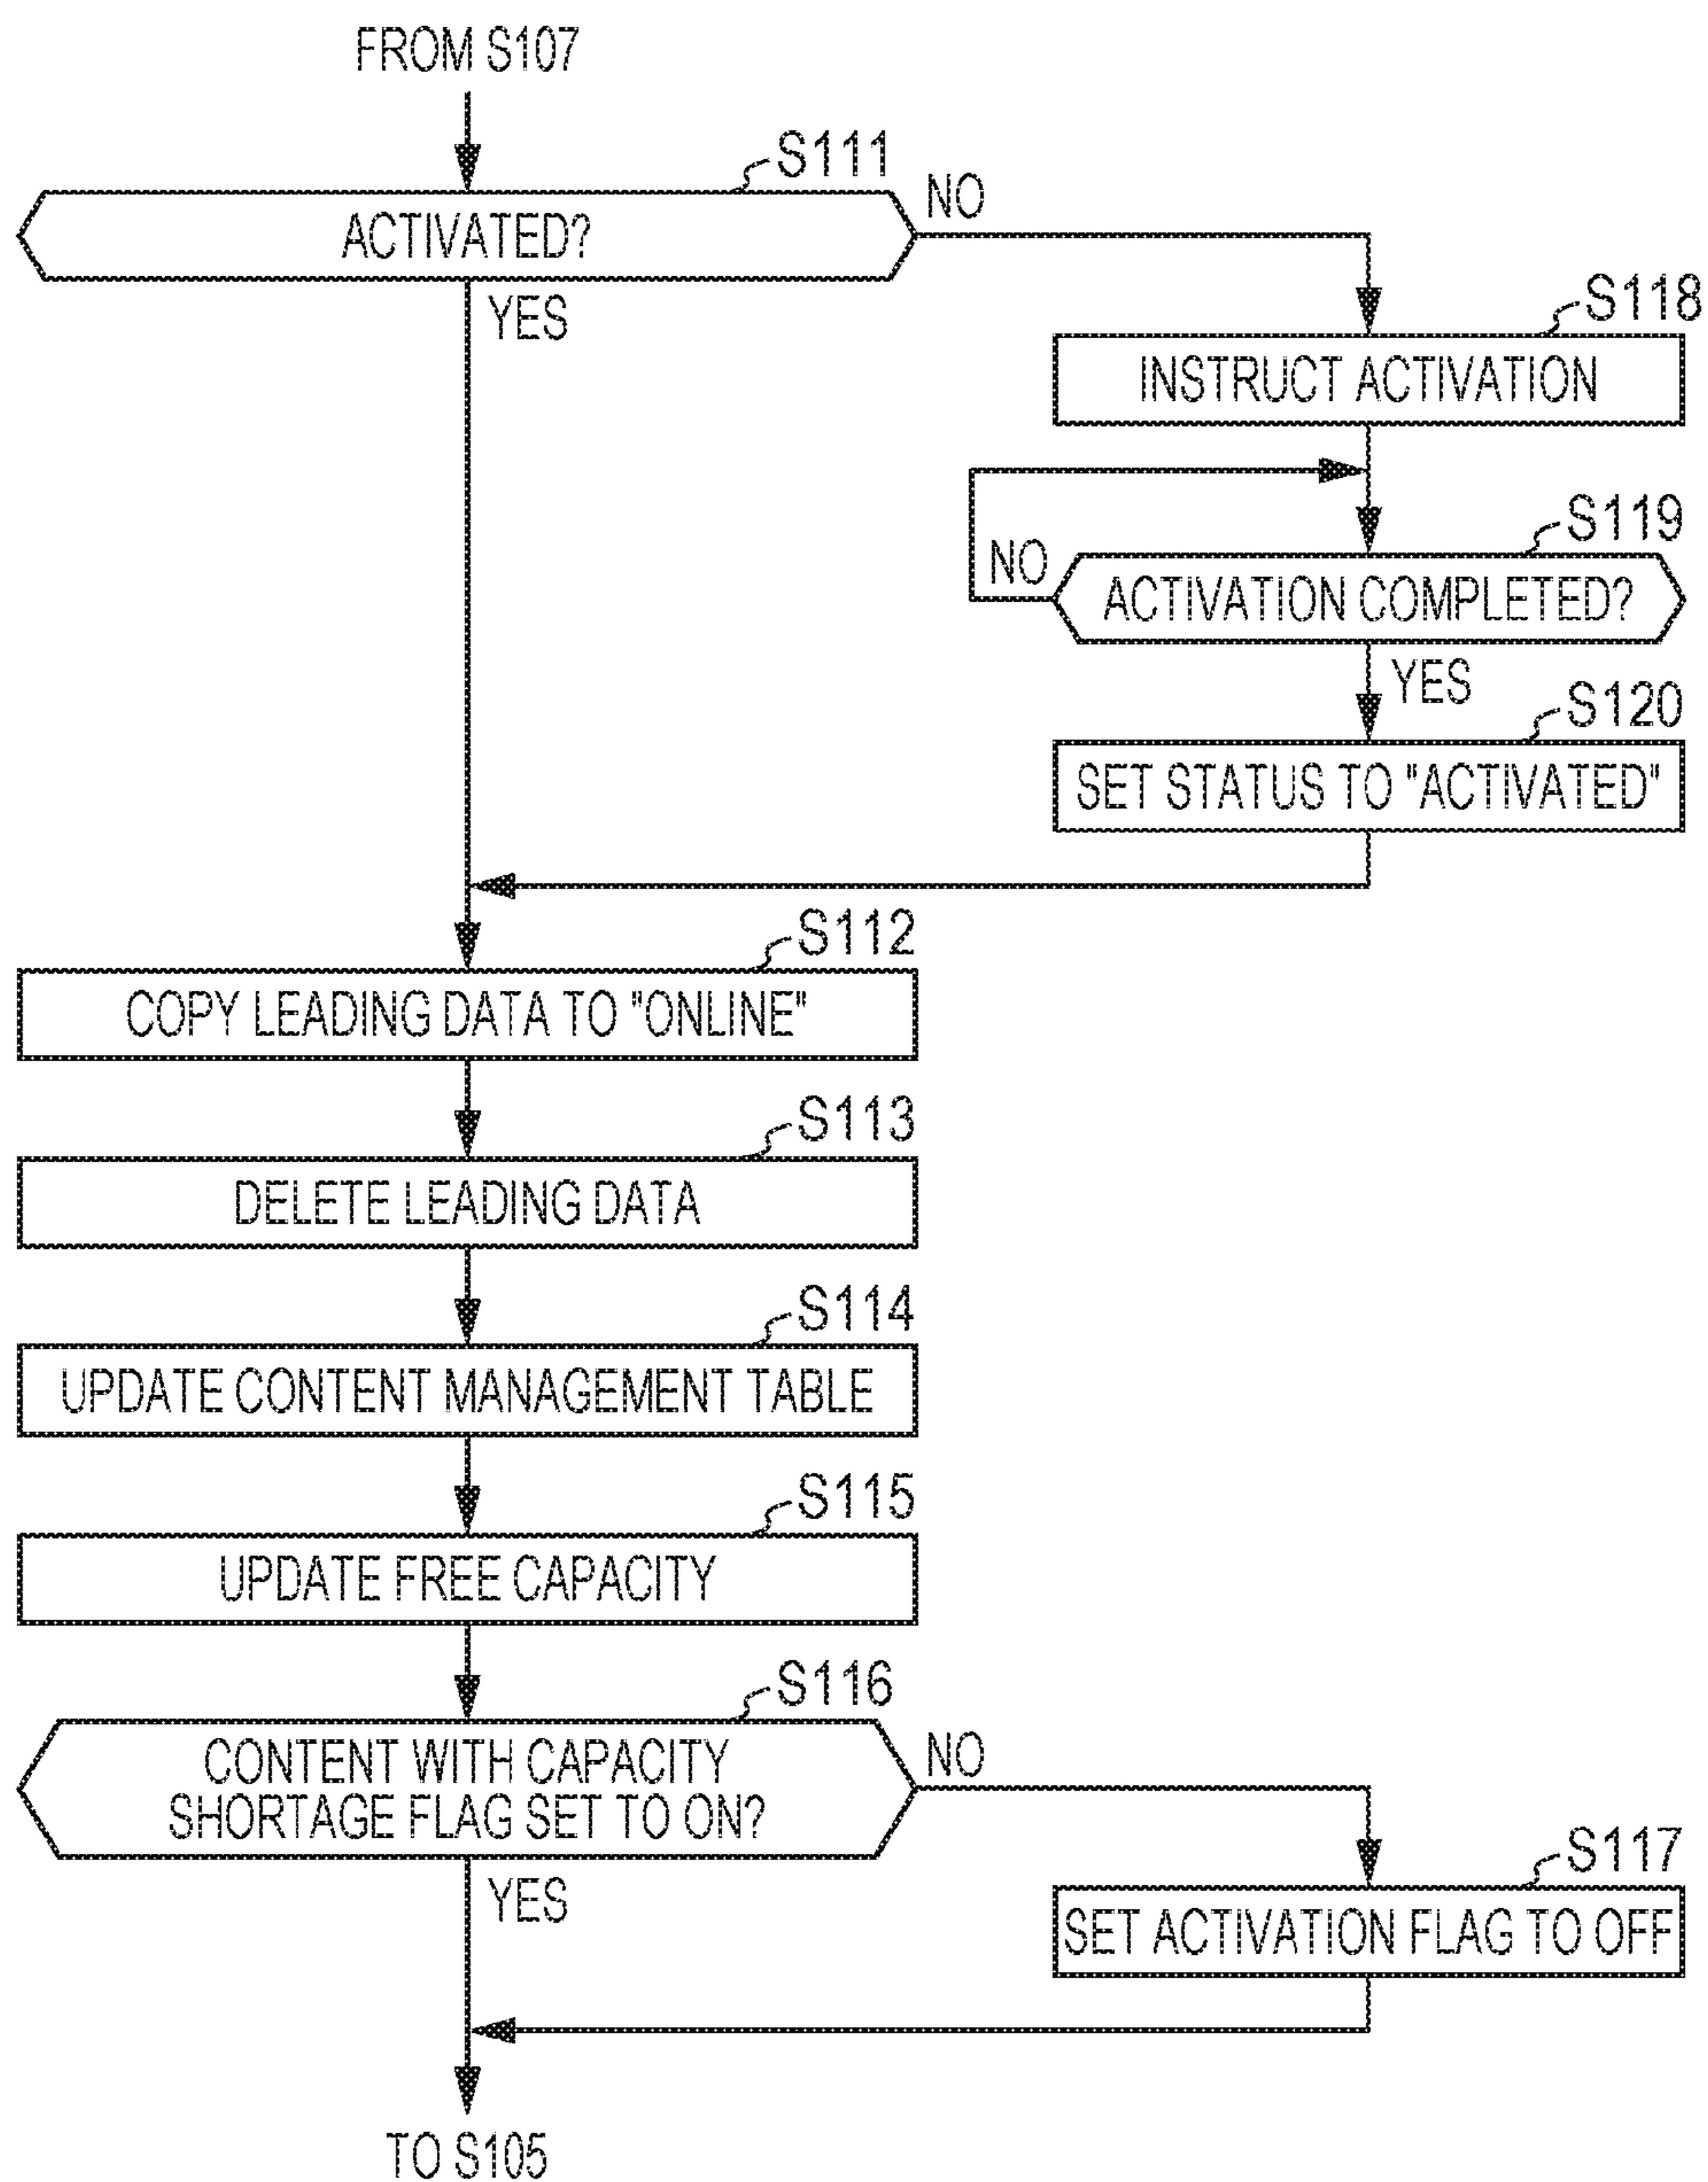 FROM S107
S111
ACTIVATED?
NO
YES
S118
INSTRUCT ACTIVATION
S119
NO
ACTIVATION COMPLETED?
YES
S120
SET STATUS TO "ACTIVATED"
S112
COPY LEADING DATA TO "ONLINE"
S113
DELETE LEADING DATA
S114
UPDATE CONTENT MANAGEMENT TABLE
S115
UPDATE FREE CAPACITY
S116
CONTENT WITH CAPACITY
SHORTAGE FLAG SET TO ON?
NO
YES
S117
SET ACTIVATION FLAG TO OFF
TO S105